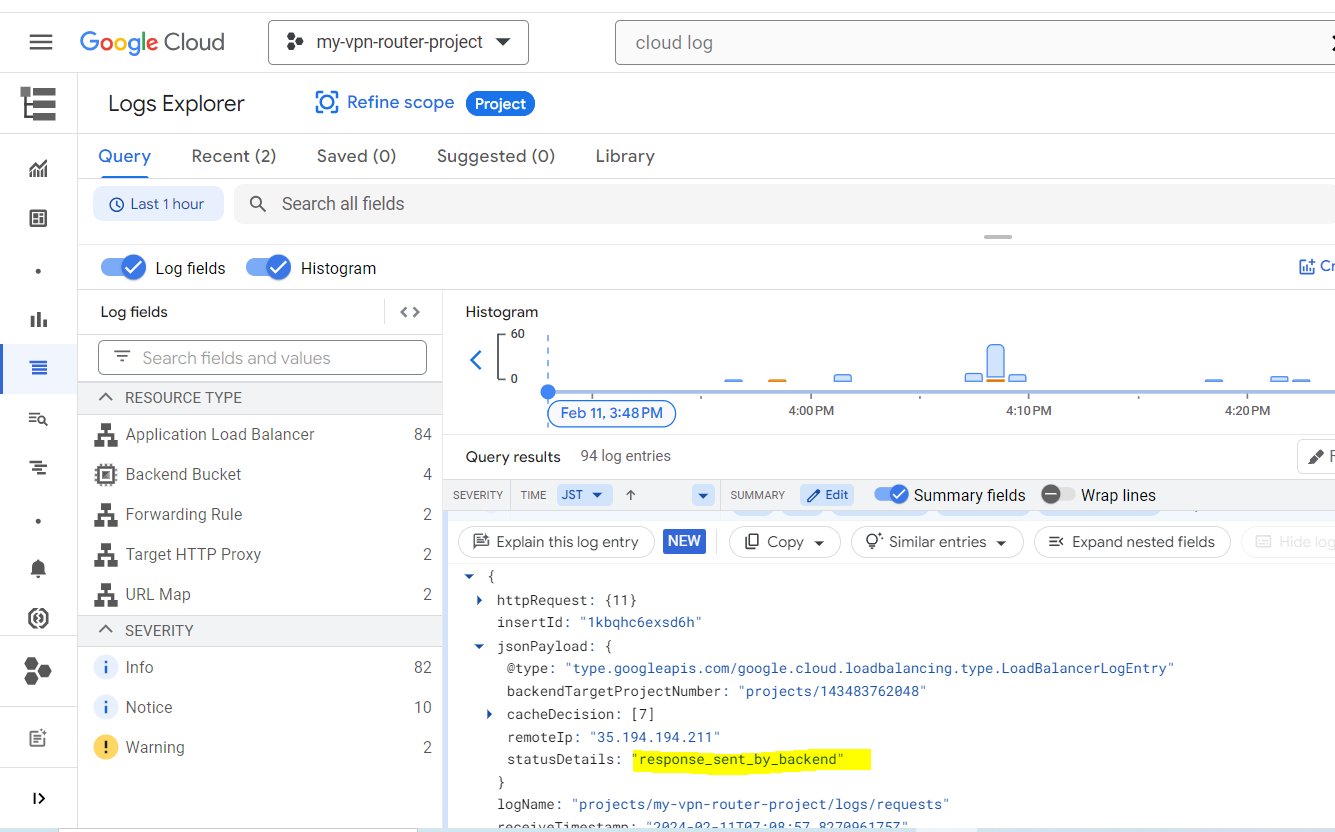 Google Cloud
my-vpn-router-project
cloud log
Logs Explorer
Refine scope
Project
Query
Recent (2)
Saved (0)
Suggested (0)
Library
Last 1 hour
Search all fields
Log fields
Histogram
Cr
Log fields
Search fields and values
RESOURCE TYPE
Application Load Balancer 84
Backend Bucket 4
Forwarding Rule 2
Target HTTP Proxy 2
URL Map 2
SEVERITY
Info 82
Notice 10
Warning 2
Histogram
60
0
Feb 11, 3:48 PM
4:00 PM
4:10 PM
4:20 PM
Query results 94 log entries
SEVERITY
TIME
JST
SUMMARY
Edit
Summary fields
Wrap lines
Explain this log entry
NEW
Copy
Similar entries
Expand nested fields
Hide log
{
httpRequest: {11}
insertId: "1kbqhc6exsd6h"
jsonPayload: {
@type: "type.googleapis.com/google.cloud.loadbalancing.type.LoadBalancerLogEntry"
backendTargetProjectNumber: "projects/143483762048"
cacheDecision: [7]
remoteIp: "35.194.194.211"
statusDetails: "response_sent_by_backend"
}
logName: "projects/my-vpn-router-project/logs/requests"
receiveTimestamp: "2024-02-11T07:08:57.827096175Z"